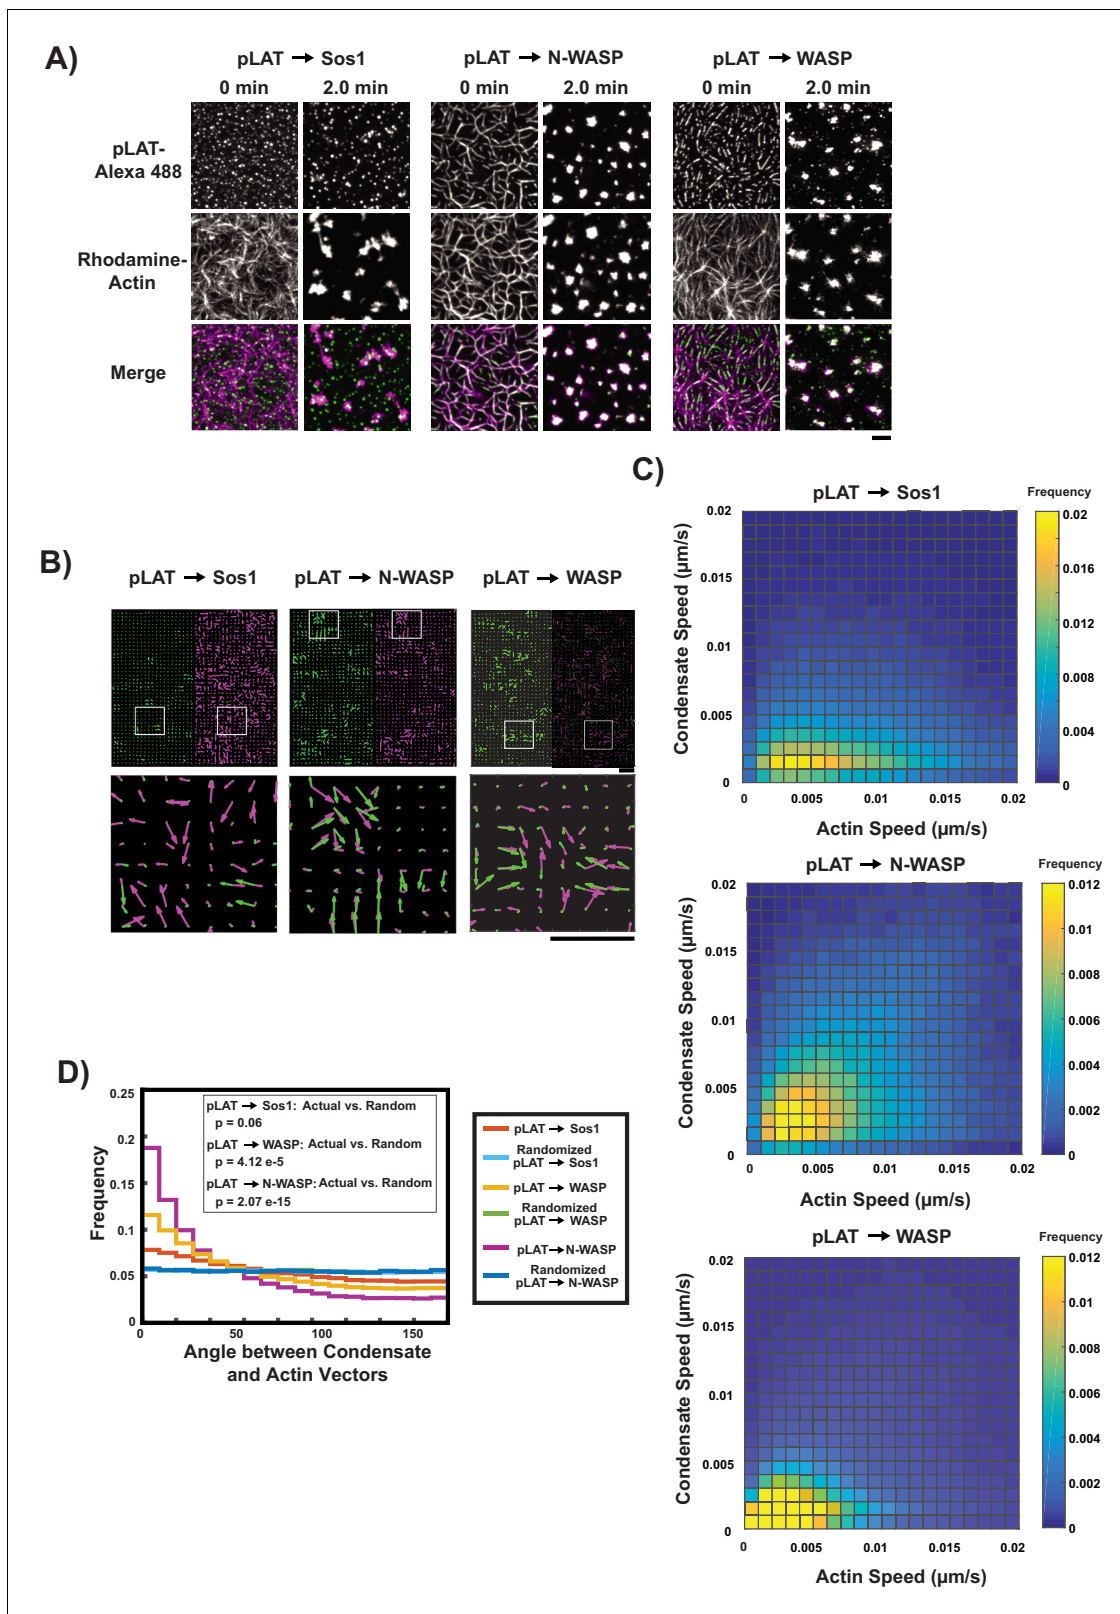 A)
pLAT → Sos1
pLAT → N-WASP
pLAT → WASP
0 min
2.0 min
0 min
2.0 min
0 min
2.0 min
pLAT-
Alexa 488
Rhodamine-
Actin
Merge
B)
pLAT → Sos1
pLAT → N-WASP
pLAT → WASP
C)
pLAT → Sos1
Frequency
0.02
0.015
0.01
0.005
0
Condensate Speed (µm/s)
0
0.005
0.01
0.015
0.02
Actin Speed (µm/s)
0.02
0.016
0.012
0.008
0.004
0
pLAT → N-WASP
Frequency
0.02
0.015
0.01
0.005
0
Condensate Speed (µm/s)
0
0.005
0.01
0.015
0.02
Actin Speed (µm/s)
0.012
0.01
0.008
0.006
0.004
0.002
0
pLAT → WASP
Frequency
0.02
0.015
0.01
0.005
0
Condensate Speed (µm/s)
0
0.005
0.01
0.015
0.02
Actin Speed (µm/s)
0.012
0.01
0.008
0.006
0.004
0.002
0
D)
0.25
0.2
0.15
0.1
0.05
0
Frequency
pLAT → Sos1: Actual vs. Random
p = 0.06
pLAT → WASP: Actual vs. Random
p = 4.12 e-5
pLAT → N-WASP: Actual vs. Random
p = 2.07 e-15
0
50
100
150
Angle between Condensate
and Actin Vectors
pLAT → Sos1
Randomized
pLAT → Sos1
pLAT → WASP
Randomized
pLAT → WASP
pLAT → N-WASP
Randomized
pLAT → N-WASP